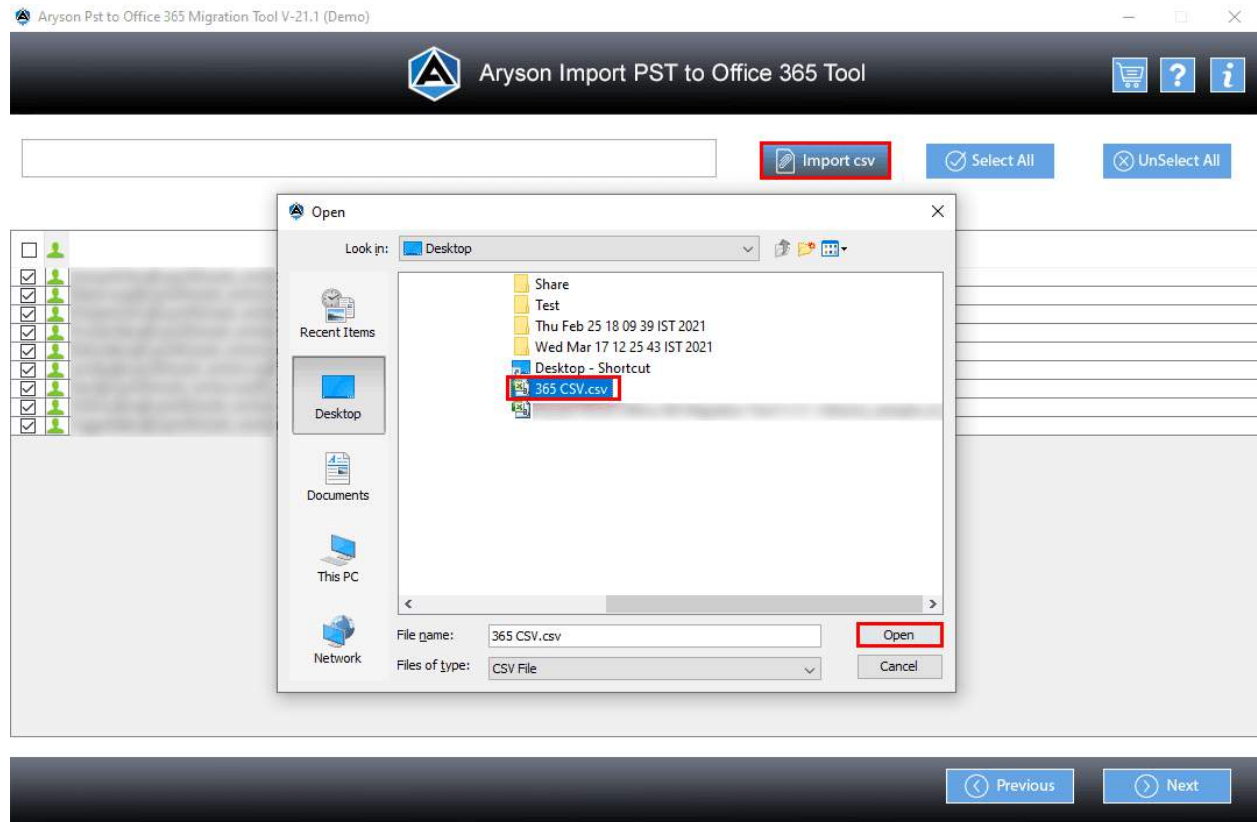 Aryson Pst to Office 365 Migration Tool V-21.1 (Demo)
Aryson Import PST to Office 365 Tool
Import csv
Select All
UnSelect All
Open
Look in:
Desktop
Recent Items
Desktop
Documents
This PC
Network
Share
Test
Thu Feb 25 18 09 39 IST 2021
Wed Mar 17 12 25 43 IST 2021
Desktop - Shortcut
365 CSV.csv
File name:
365 CSV.csv
Open
Files of type:
CSV File
Cancel
Previous
Next